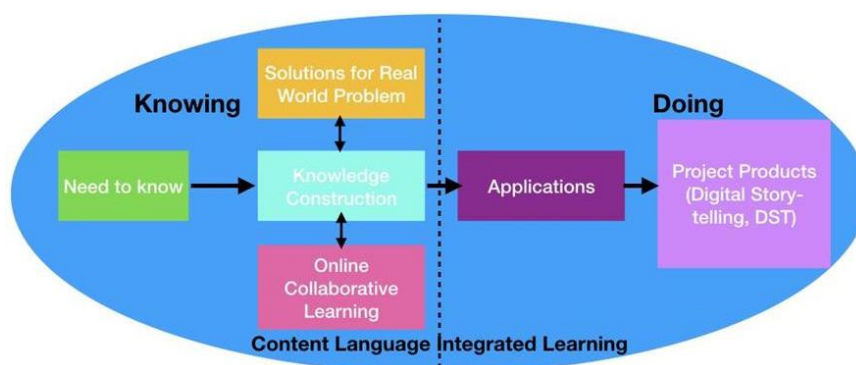 Solutions for Real
World Problem
Knowing
Doing
Need to know
Knowledge
Construction
Applications
Project Products
(Digital Story-
telling, DST)
Online
Collaborative
Learning
Content Language Integrated Learning